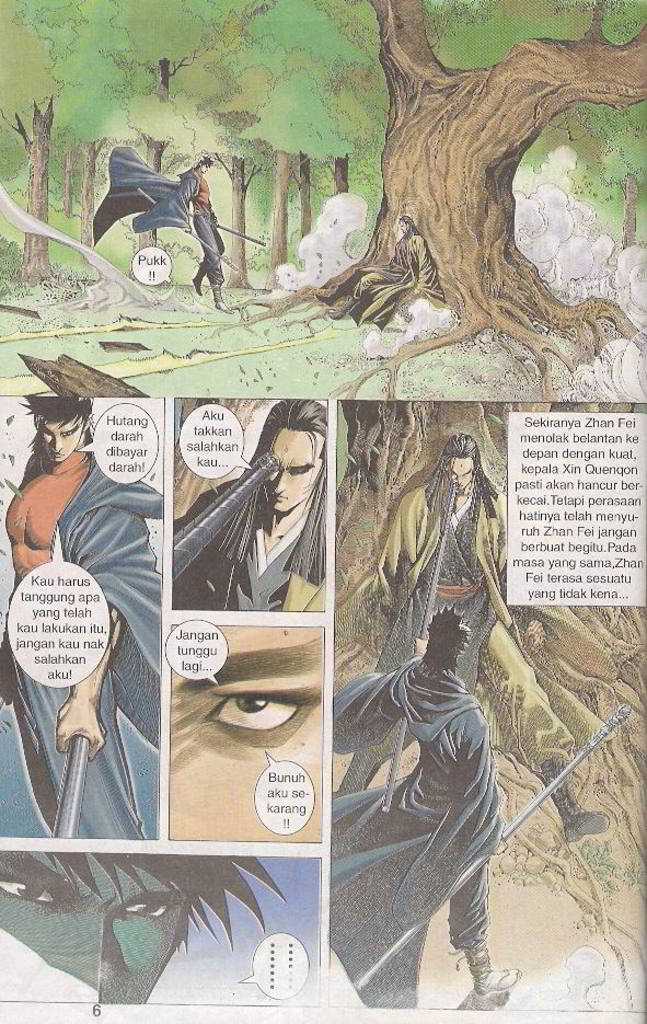 Pukk
!!
Hutang
darah
dibayar
darah!
Kau harus
tanggung apa
yang telah
kau lakukan itu,
jangan kau nak
salahkan
aku!
Aku
takkan
salahkan
kau...
Jangan
tunggu
lagi...
Bunuh
aku se-
karang
!!
Sekiranya Zhan Fei
menolak belantan ke
depan dengan kuat,
kepala Xin Quenqon
pasti akan hancur ber-
kecai.Tetapi perasaan
hatinya telah menyu-
ruh Zhan Fei jangan
berbuat begitu.Pada
masa yang sama,Zhan
Fei terasa sesuatu
yang tidak kena...
6